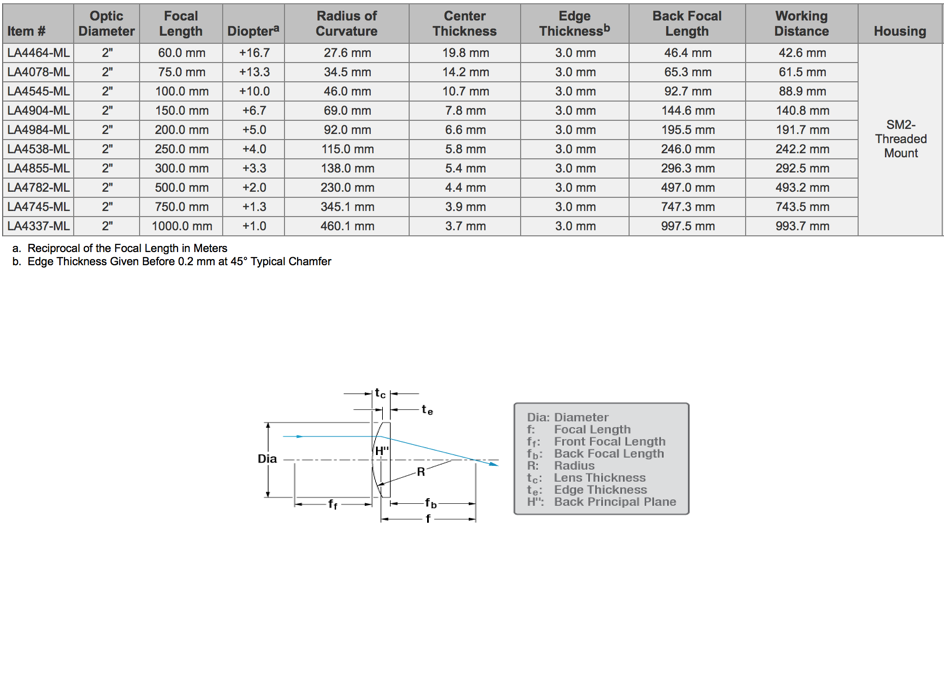 Item # Optic Diameter Focal Length Diopterᵃ Radius of Curvature Center Thickness Edge Thicknessᵇ Back Focal Length Working Distance Housing
LA4464-ML 2" 60.0 mm +16.7 27.6 mm 19.8 mm 3.0 mm 46.4 mm 42.6 mm
LA4078-ML 2" 75.0 mm +13.3 34.5 mm 14.2 mm 3.0 mm 65.3 mm 61.5 mm
LA4545-ML 2" 100.0 mm +10.0 46.0 mm 10.7 mm 3.0 mm 92.7 mm 88.9 mm
LA4904-ML 2" 150.0 mm +6.7 69.0 mm 7.8 mm 3.0 mm 144.6 mm 140.8 mm
LA4984-ML 2" 200.0 mm +5.0 92.0 mm 6.6 mm 3.0 mm 195.5 mm 191.7 mm
LA4538-ML 2" 250.0 mm +4.0 115.0 mm 5.8 mm 3.0 mm 246.0 mm 242.2 mm
LA4855-ML 2" 300.0 mm +3.3 138.0 mm 5.4 mm 3.0 mm 296.3 mm 292.5 mm
LA4782-ML 2" 500.0 mm +2.0 230.0 mm 4.4 mm 3.0 mm 497.0 mm 493.2 mm
LA4745-ML 2" 750.0 mm +1.3 345.1 mm 3.9 mm 3.0 mm 747.3 mm 743.5 mm
LA4337-ML 2" 1000.0 mm +1.0 460.1 mm 3.7 mm 3.0 mm 997.5 mm 993.7 mm
SM2-
Threaded
Mount
a. Reciprocal of the Focal Length in Meters
b. Edge Thickness Given Before 0.2 mm at 45° Typical Chamfer
tc
te
Dia
H"
R
ff
fb
f
Dia: Diameter
f: Focal Length
ff: Front Focal Length
fb: Back Focal Length
R: Radius
tc: Lens Thickness
te: Edge Thickness
H": Back Principal Plane